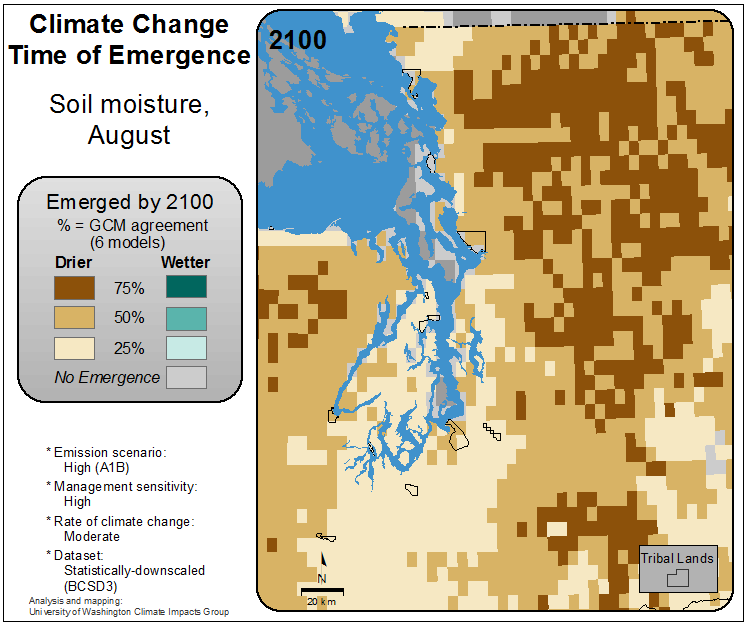 Climate Change
Time of Emergence
Soil moisture,
August
Emerged by 2100
% = GCM agreement
(6 models)
Drier Wetter
75%
50%
25%
No Emergence
* Emission scenario:
High (A1B)
* Management sensitivity:
High
* Rate of climate change:
Moderate
* Dataset:
Statistically-downscaled
(BCSD3)
Analysis and mapping:
University of Washington Climate Impacts Group
2100
N
20 km
Tribal Lands